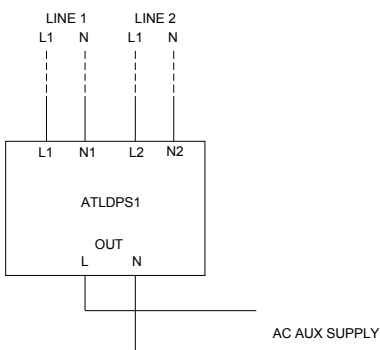 LINE 1 LINE 2
L1 N L1 N
L1 N1 L2 N2
ATLDPS1
OUT
L N
AC AUX SUPPLY